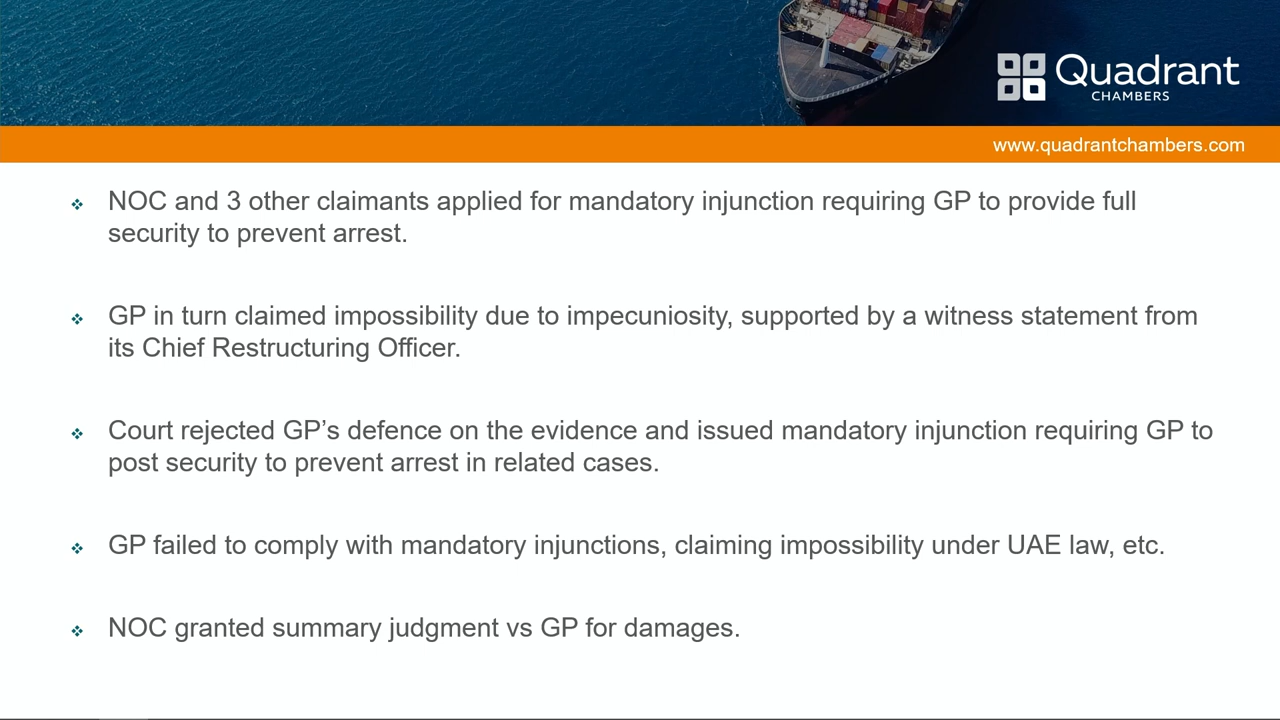 Quadrant
CHAMBERS
www.quadrantchambers.com
NOC and 3 other claimants applied for mandatory injunction requiring GP to provide full
security to prevent arrest.
GP in turn claimed impossibility due to impecuniosity, supported by a witness statement from
its Chief Restructuring Officer.
Court rejected GP’s defence on the evidence and issued mandatory injunction requiring GP to
post security to prevent arrest in related cases.
GP failed to comply with mandatory injunctions, claiming impossibility under UAE law, etc.
NOC granted summary judgment vs GP for damages.